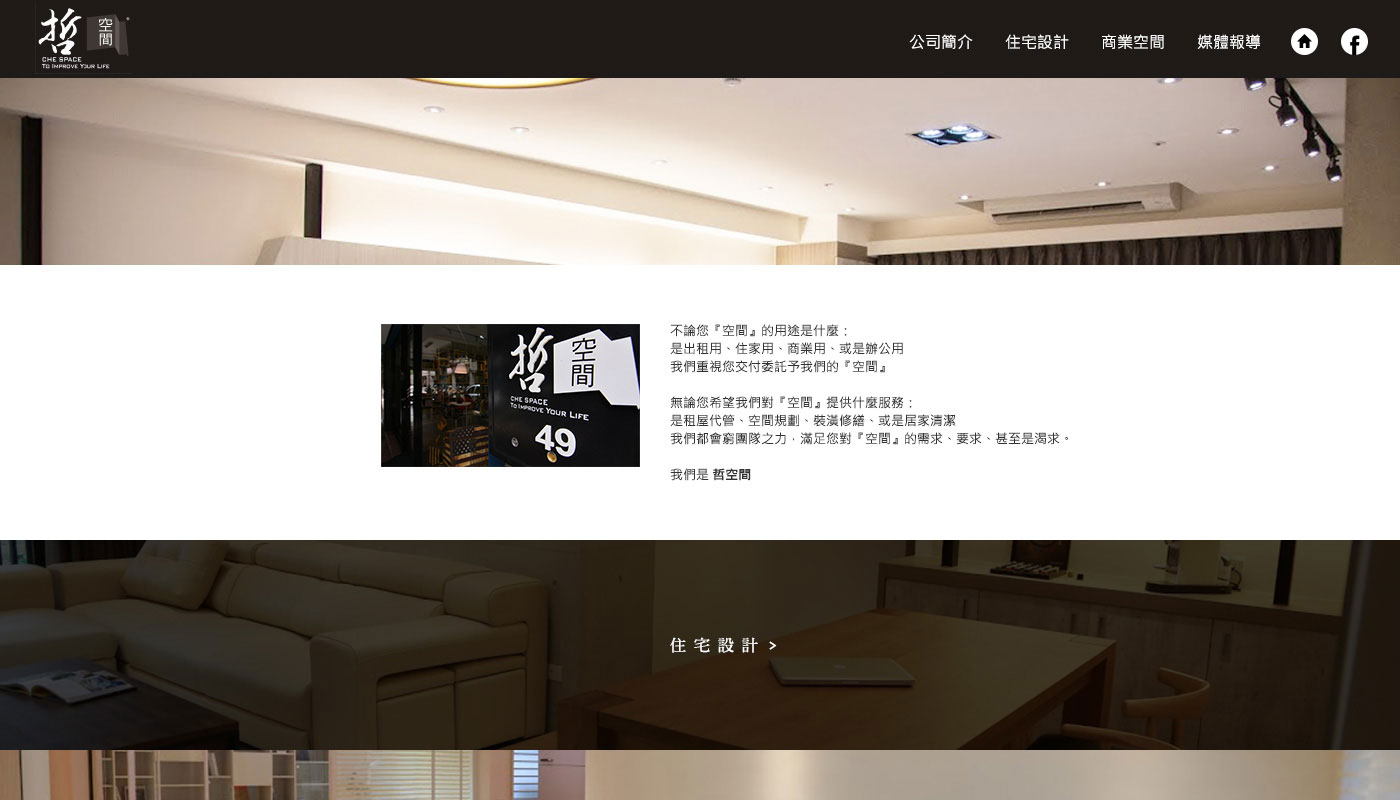 哲 空間
CHE SPACE
TO IMPROVE YOUR LIFE
公司簡介 住宅設計 商業空間 媒體報導
哲 空間
CHE SPACE
TO IMPROVE YOUR LIFE
49
不論您『空間』的用途是什麼：
是出租用、住家用、商業用、或是辦公用
我們重視您交付委託予我們的『空間』
無論您希望我們對『空間』提供什麼服務：
是租屋代管、空間規劃、裝潢修繕、或是居家清潔
我們都會窮團隊之力，滿足您對『空間』的需求、要求、甚至是渴求。
我們是 哲空間
住宅設計 >